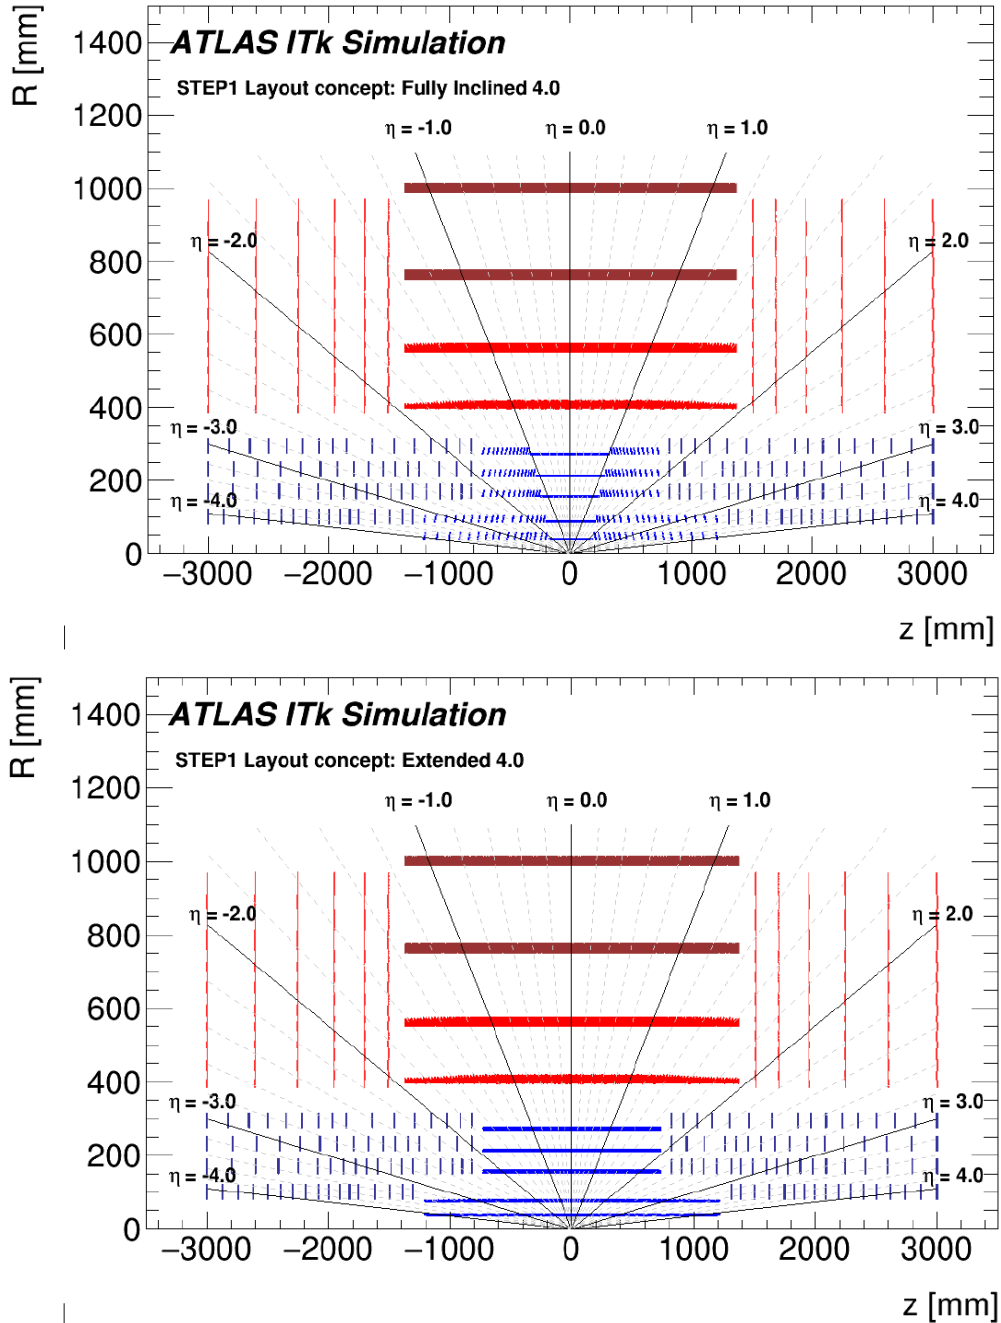 ATLAS ITk Simulation
STEP1 Layout concept: Fully Inclined 4.0
R [mm]
1400
1200
1000
800
600
400
200
0
η = -1.0
η = 0.0
η = 1.0
η = -2.0
η = 2.0
η = -3.0
η = 3.0
η = -4.0
η = 4.0
−3000 −2000 −1000 0 1000 2000 3000
z [mm]
ATLAS ITk Simulation
STEP1 Layout concept: Extended 4.0
R [mm]
1400
1200
1000
800
600
400
200
0
η = -1.0
η = 0.0
η = 1.0
η = -2.0
η = 2.0
η = -3.0
η = 3.0
η = -4.0
η = 4.0
−3000 −2000 −1000 0 1000 2000 3000
z [mm]